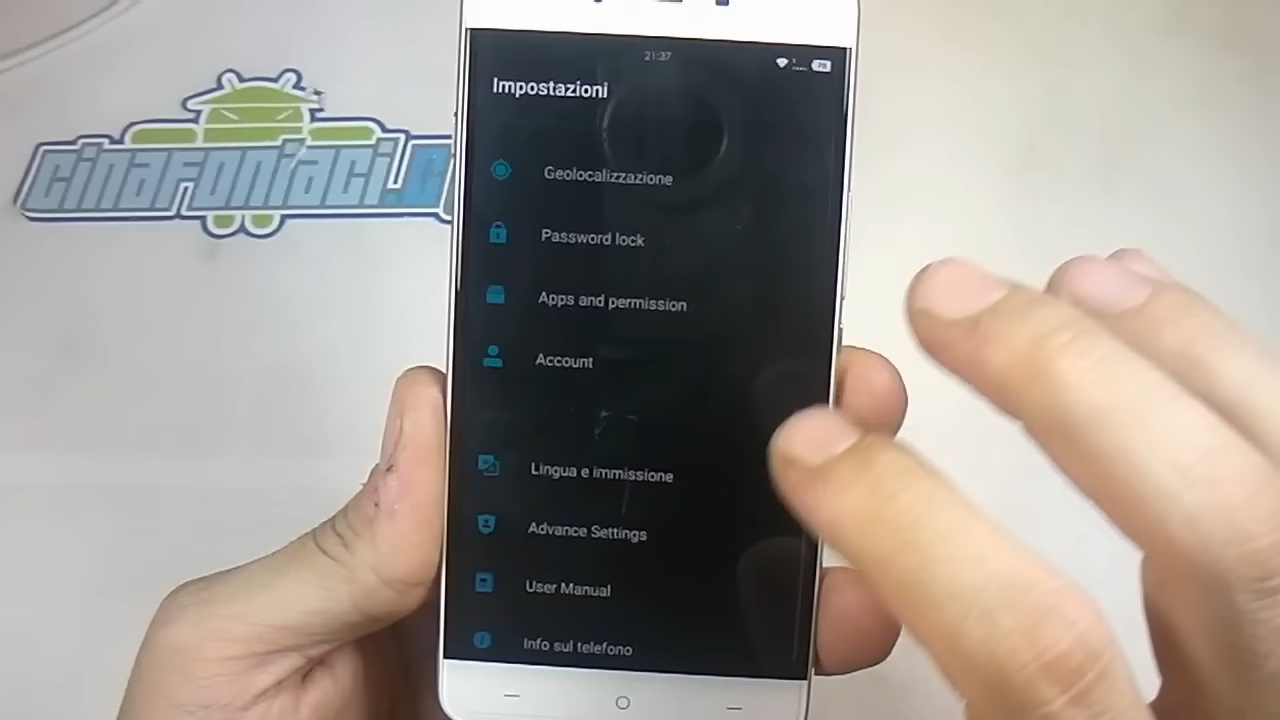 cinafoniaci.c
21:37
70
Impostazioni
Geolocalizzazione
Password lock
Apps and permission
Account
Lingua e immissione
Advance Settings
User Manual
Info sul telefono